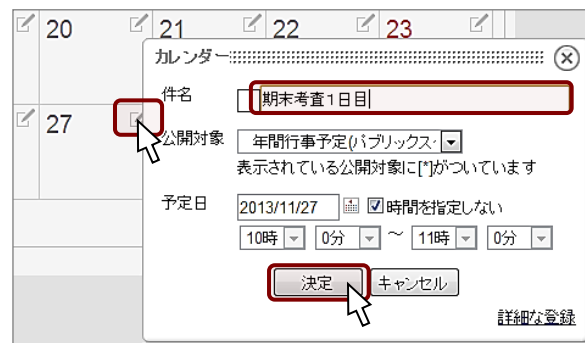 20 21 22 23
カレンダー
件名 期末考査1日目
27
公開対象 年間行事予定(パブリックス・
表示されている公開対象に[*]がついています
予定日 2013/11/27 時間を指定しない
10時 0分 ～ 11時 0分
決定 キャンセル
詳細な登録